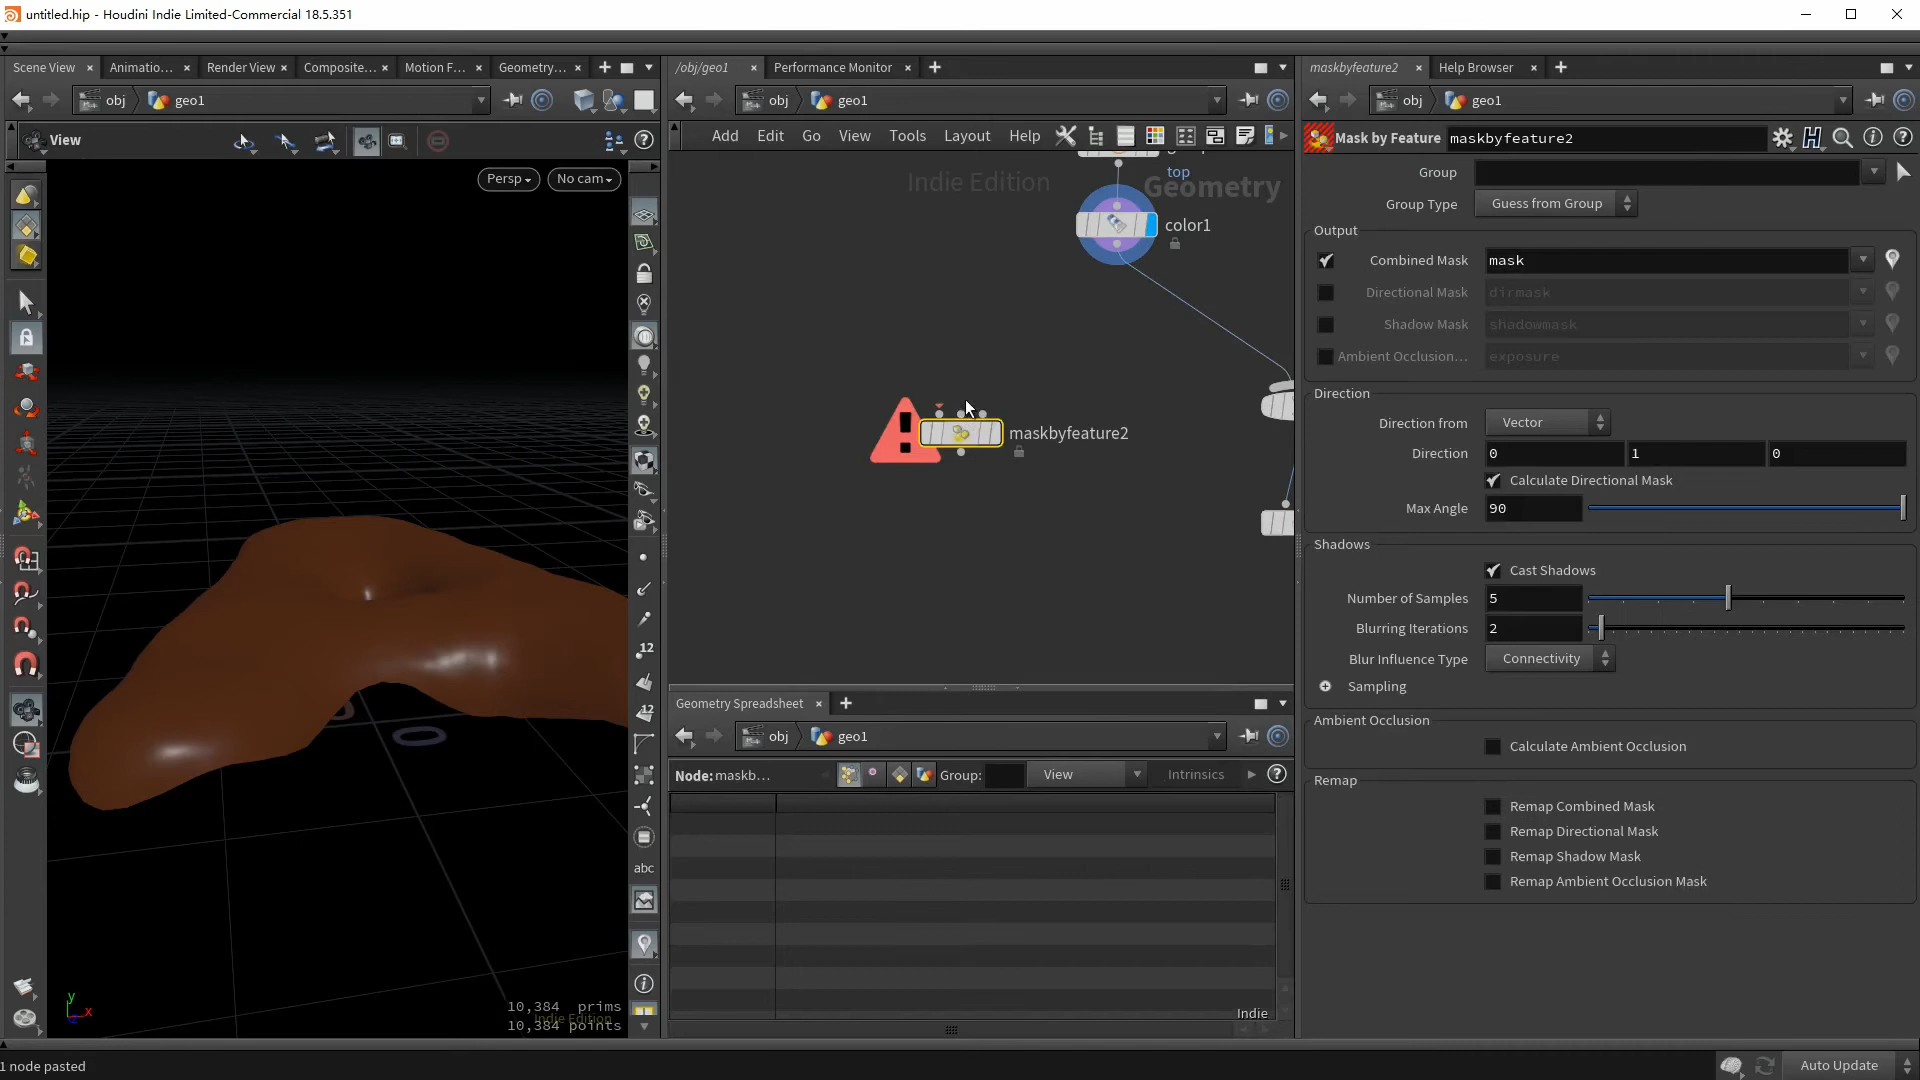 untitled.hip - Houdini Indie Limited-Commercial 18.5.351
Scene View
Animatio...
Render View
Composite...
Motion F...
Geometry...
/obj/geo1
Performance Monitor
maskbyfeature2
Help Browser
obj
geo1
obj
geo1
obj
geo1
View
Add
Edit
Go
View
Tools
Layout
Help
Mask by Feature
maskbyfeature2
Persp
No cam
Indie Edition
Geometry
top
color1
maskbyfeature2
Group
Group Type
Guess from Group
Output
Combined Mask
mask
Directional Mask
dirmask
Shadow Mask
shadowmask
Ambient Occlusion...
exposure
Direction
Direction from
Vector
Direction
0
1
0
Calculate Directional Mask
Max Angle
90
Shadows
Cast Shadows
Number of Samples
5
Blurring Iterations
2
Blur Influence Type
Connectivity
Sampling
Ambient Occlusion
Calculate Ambient Occlusion
Remap
Remap Combined Mask
Remap Directional Mask
Remap Shadow Mask
Remap Ambient Occlusion Mask
Geometry Spreadsheet
obj
geo1
Node: maskb...
Group:
View
Intrinsics
Indie
12
12
abc
y
x
10,384 prims
Indie Edition
10,384 points
1 node pasted
Auto Update